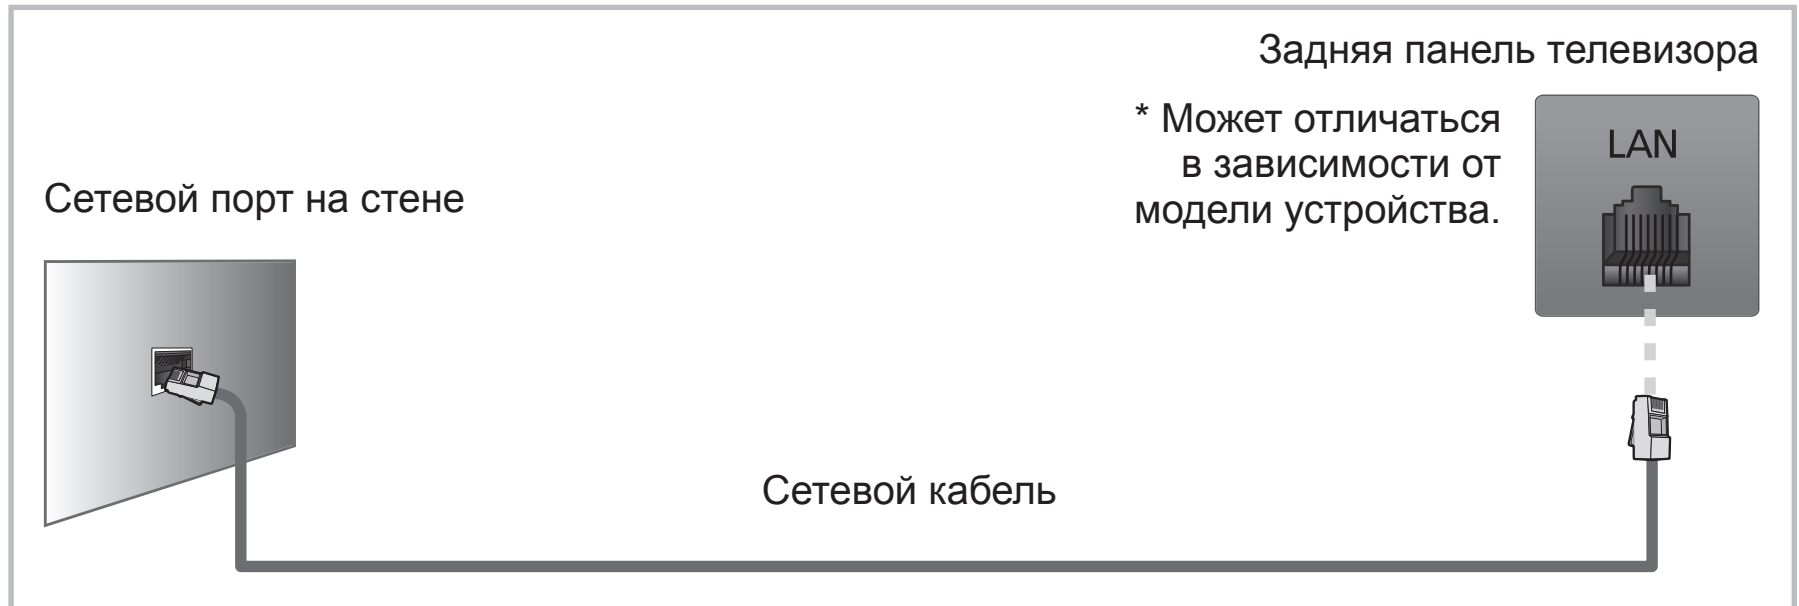 Задняя панель телевизора
* Может отличаться
в зависимости от
модели устройства.
LAN
Сетевой порт на стене
Сетевой кабель